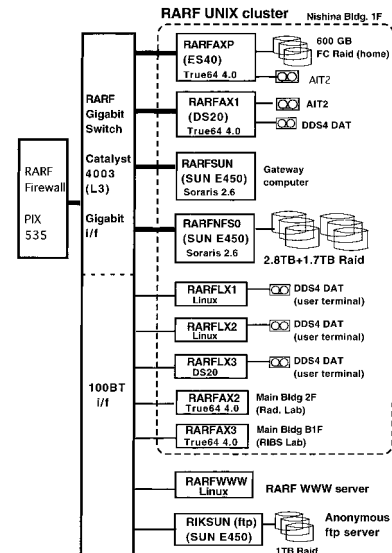 RARF UNIX cluster
Nishina Bldg. 1F
RARF
Firewall
PIX
535
RARF
Gigabit
Switch
Catalyst
4003
(L3)
Gigabit
i/f
100BT
i/f
RARFAXP
(ES40)
True64 4.0
600 GB
FC Raid (home)
AIT2
RARFAX1
(DS20)
True64 4.0
AIT2
DDS4 DAT
RARFSUN
(SUN E450)
Soraris 2.6
Gateway
computer
RARFNFS0
(SUN E450)
Soraris 2.6
2.8TB+1.7TB Raid
RARFLX1
Linux
DDS4 DAT
(user terminal)
RARFLX2
Linux
DDS4 DAT
(user terminal)
RARFLX3
DS20
DDS4 DAT
(user terminal)
RARFAX2
True64 4.0
Main Bldg 2F
(Rad. Lab)
RARFAX3
True64 4.0
Main Bldg B1F
(RIBS Lab)
RARFWWW
Linux
RARF WWW server
RIKSUN (ftp)
(SUN E450)
Anonymous
ftp server
1TB Raid